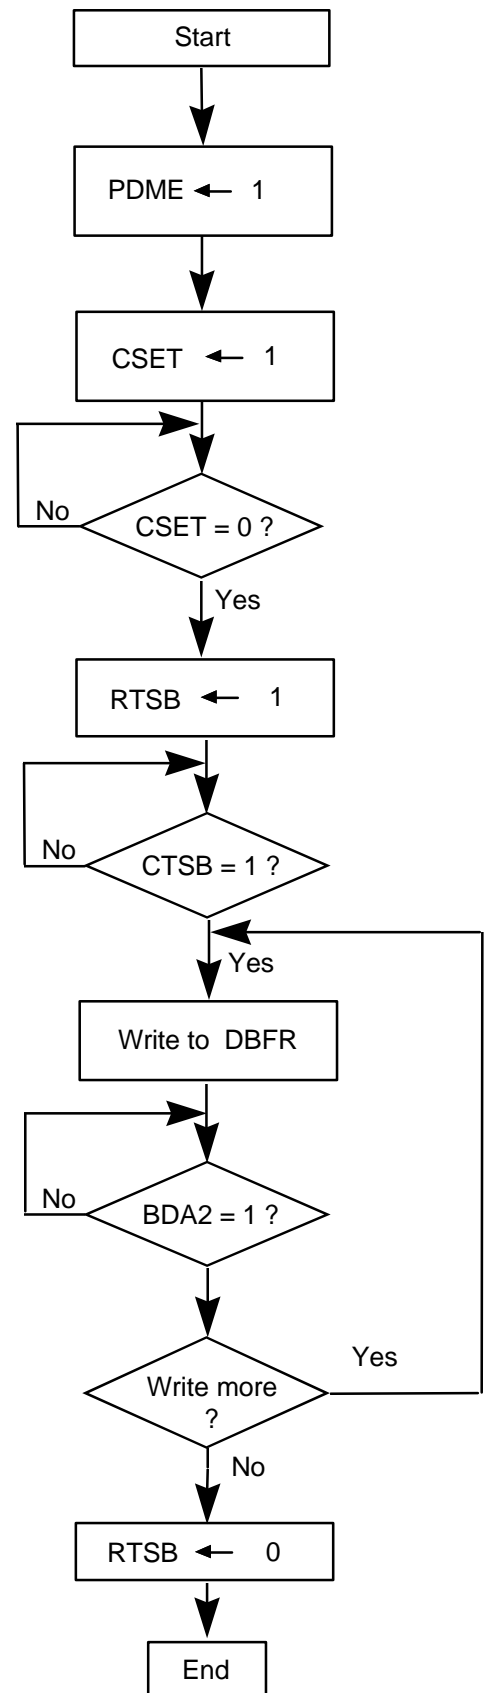 Start
PDME ← 1
CSET ← 1
No
CSET = 0 ?
Yes
RTSB ← 1
No
CTSB = 1 ?
Yes
Write to DBFR
No
BDA2 = 1 ?
Yes
Write more
?
No
RTSB ← 0
End